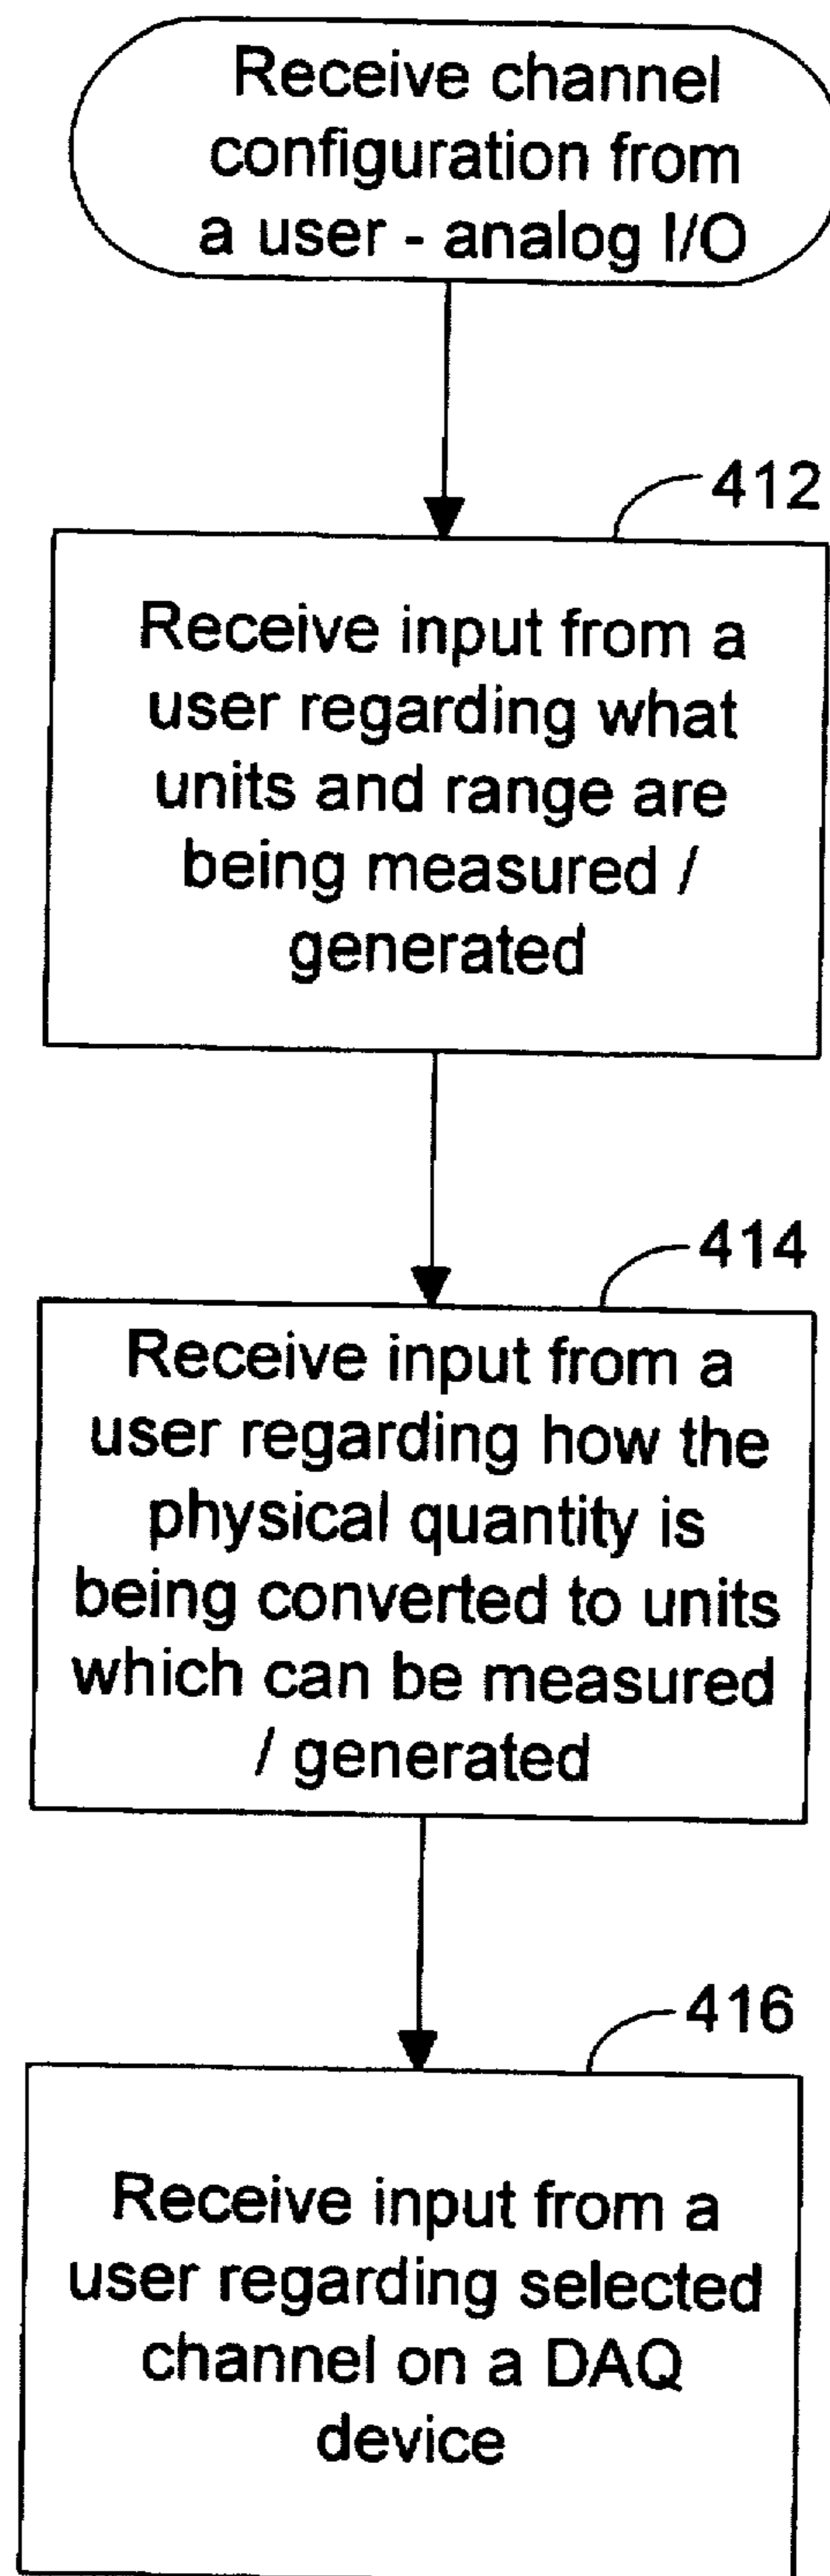 Receive channel
configuration from
a user - analog I/O
412
Receive input from a
user regarding what
units and range are
being measured /
generated
414
Receive input from a
user regarding how the
physical quantity is
being converted to units
which can be measured
/ generated
416
Receive input from a
user regarding selected
channel on a DAQ
device